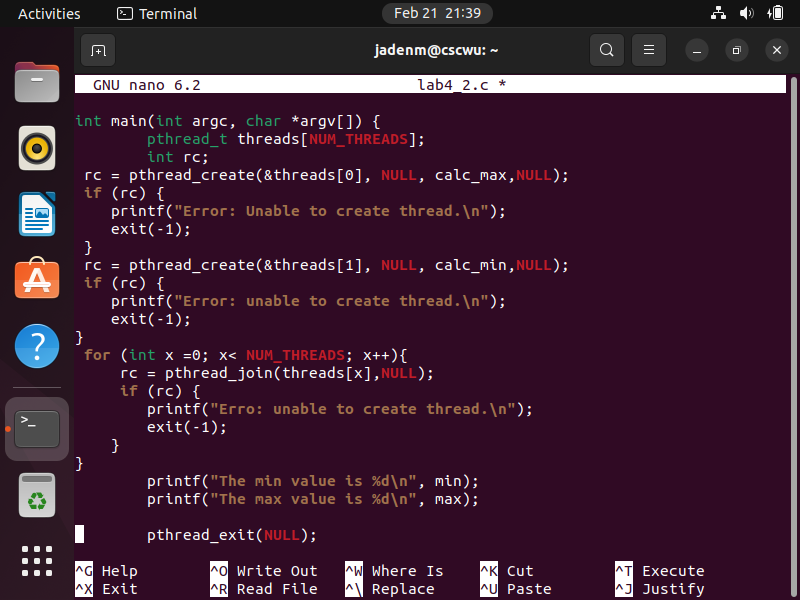 Activities Terminal Feb 21 21:39
jadenm@cscwu: ~
GNU nano 6.2 lab4_2.c *
int main(int argc, char *argv[]) {
pthread_t threads[NUM_THREADS];
int rc;
rc = pthread_create(&threads[0], NULL, calc_max,NULL);
if (rc) {
printf("Error: Unable to create thread.\n");
exit(-1);
}
rc = pthread_create(&threads[1], NULL, calc_min,NULL);
if (rc) {
printf("Error: unable to create thread.\n");
exit(-1);
}
for (int x =0; x< NUM_THREADS; x++){
rc = pthread_join(threads[x],NULL);
if (rc) {
printf("Erro: unable to create thread.\n");
exit(-1);
}
}
printf("The min value is %d\n", min);
printf("The max value is %d\n", max);
pthread_exit(NULL);
^G Help ^O Write Out ^W Where Is ^K Cut ^T Execute
^X Exit ^R Read File ^\ Replace ^U Paste ^J Justify